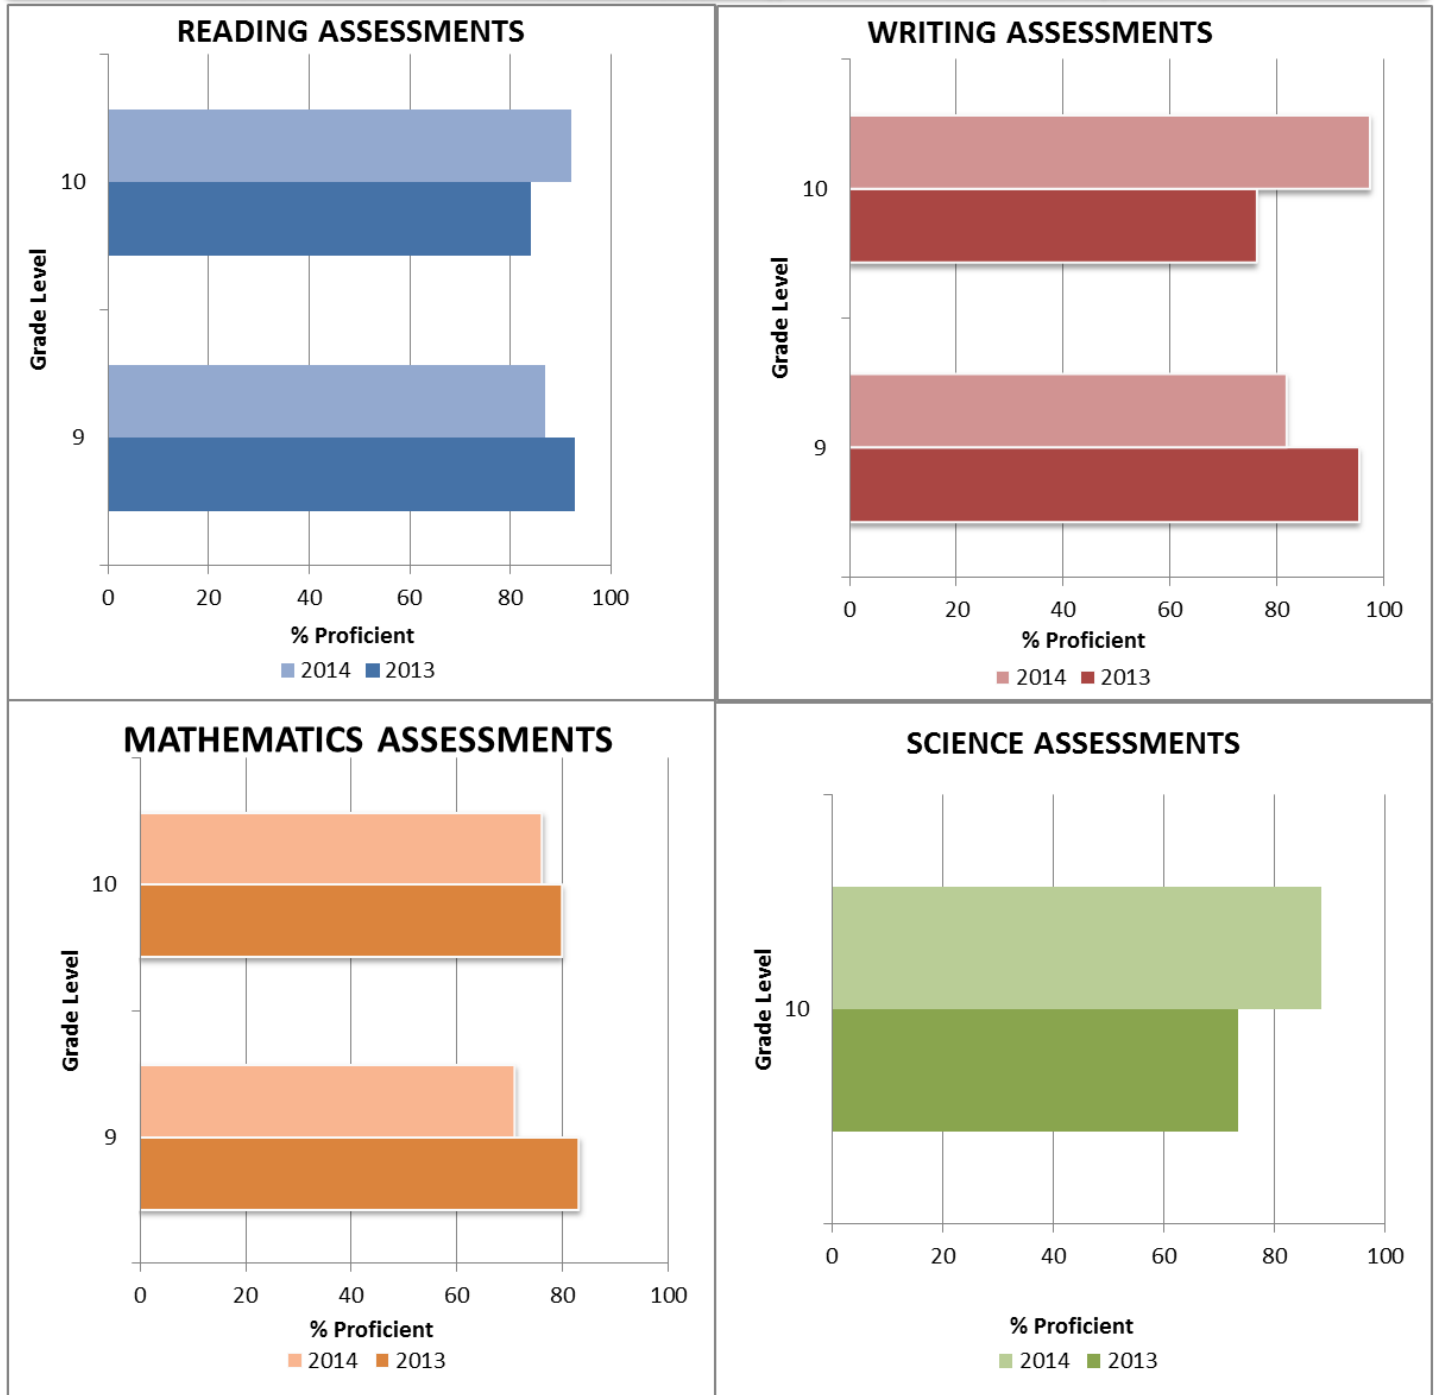 READING ASSESSMENTS
10
9
Grade Level
0 20 40 60 80 100
% Proficient
2014 2013
WRITING ASSESSMENTS
10
9
Grade Level
0 20 40 60 80 100
% Proficient
2014 2013
MATHEMATICS ASSESSMENTS
10
9
Grade Level
0 20 40 60 80 100
% Proficient
2014 2013
SCIENCE ASSESSMENTS
10
Grade Level
0 20 40 60 80 100
% Proficient
2014 2013